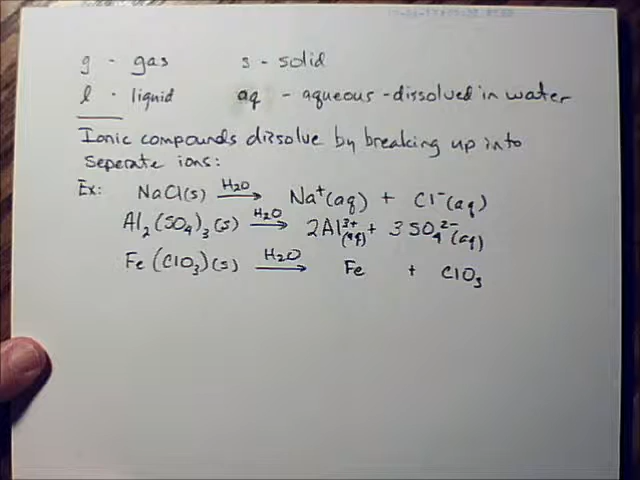 g - gas s - solid
l - liquid aq - aqueous - dissolved in water
Ionic compounds dissolve by breaking up into
seperate ions:
Ex: NaCl(s) H₂O → Na⁺(aq) + Cl⁻(aq)
Al₂(SO₄)₃(s) H₂O → 2Al³⁺(aq) + 3SO₄²⁻(aq)
Fe(ClO₃)(s) H₂O → Fe + ClO₃